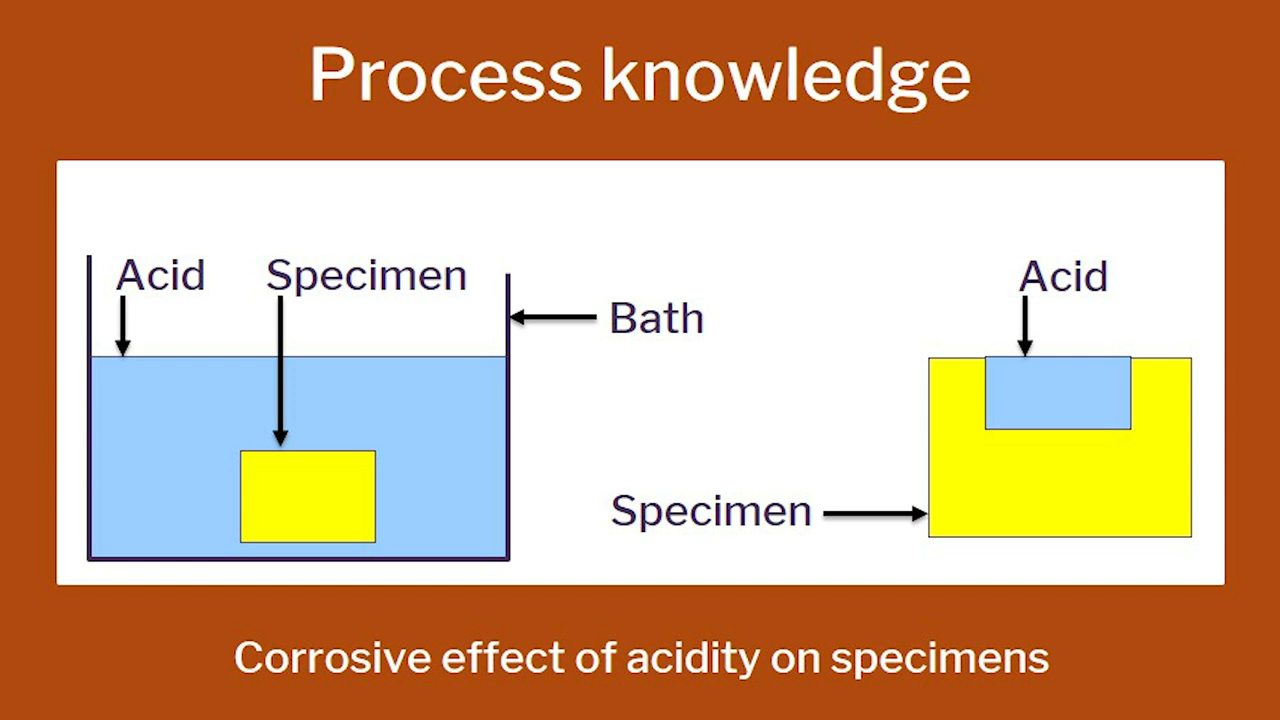 Process knowledge
Acid
Specimen
Bath
Acid
Specimen
Corrosive effect of acidity on specimens